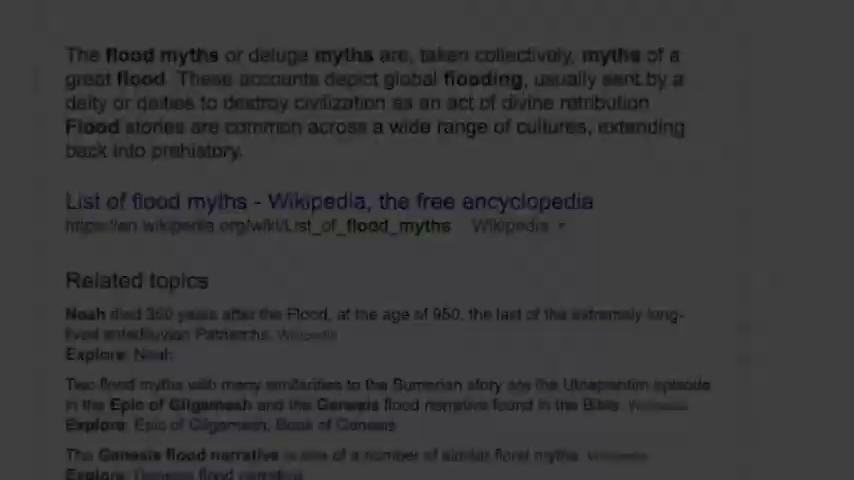 The flood myths or deluge myths are, taken collectively, myths of a
great flood. These accounts depict global flooding, usually sent by a
deity or deities to destroy civilization as an act of divine retribution.
Flood stories are common across a wide range of cultures, extending
back into prehistory.
List of flood myths - Wikipedia, the free encyclopedia
https://en.wikipedia.org/wiki/List_of_flood_myths Wikipedia
Related topics
Noah died 350 years after the Flood, at the age of 950, the last of the extremely long-
lived antediluvian Patriarchs. Wikipedia
Explore: Noah
Two flood myths with many similarities to the Sumerian story are the Utnapishtim episode
in the Epic of Gilgamesh and the Genesis flood narrative found in the Bible. Wikipedia
Explore: Epic of Gilgamesh, Book of Genesis
The Genesis flood narrative is one of a number of similar flood myths. Wikipedia
Explore: Genesis flood narrative